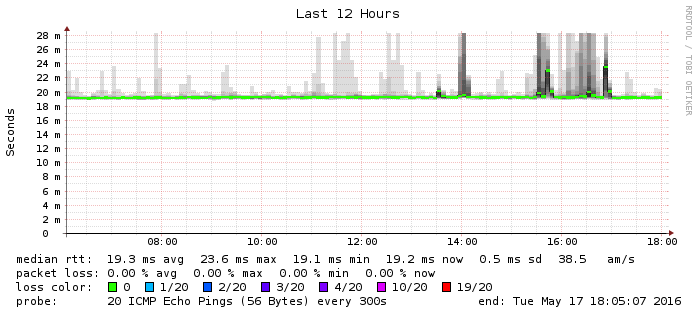 Last 12 Hours
RRDTOOL / TOBI OETIKER
Seconds
28 m
26 m
24 m
22 m
20 m
18 m
16 m
14 m
12 m
10 m
8 m
6 m
4 m
2 m
0
08:00 10:00 12:00 14:00 16:00 18:00
median rtt: 19.3 ms avg 23.6 ms max 19.1 ms min 19.2 ms now 0.5 ms sd 38.5 am/s
packet loss: 0.00 % avg 0.00 % max 0.00 % min 0.00 % now
loss color: 0 1/20 2/20 3/20 4/20 10/20 19/20
probe: 20 ICMP Echo Pings (56 Bytes) every 300s end: Tue May 17 18:05:07 2016